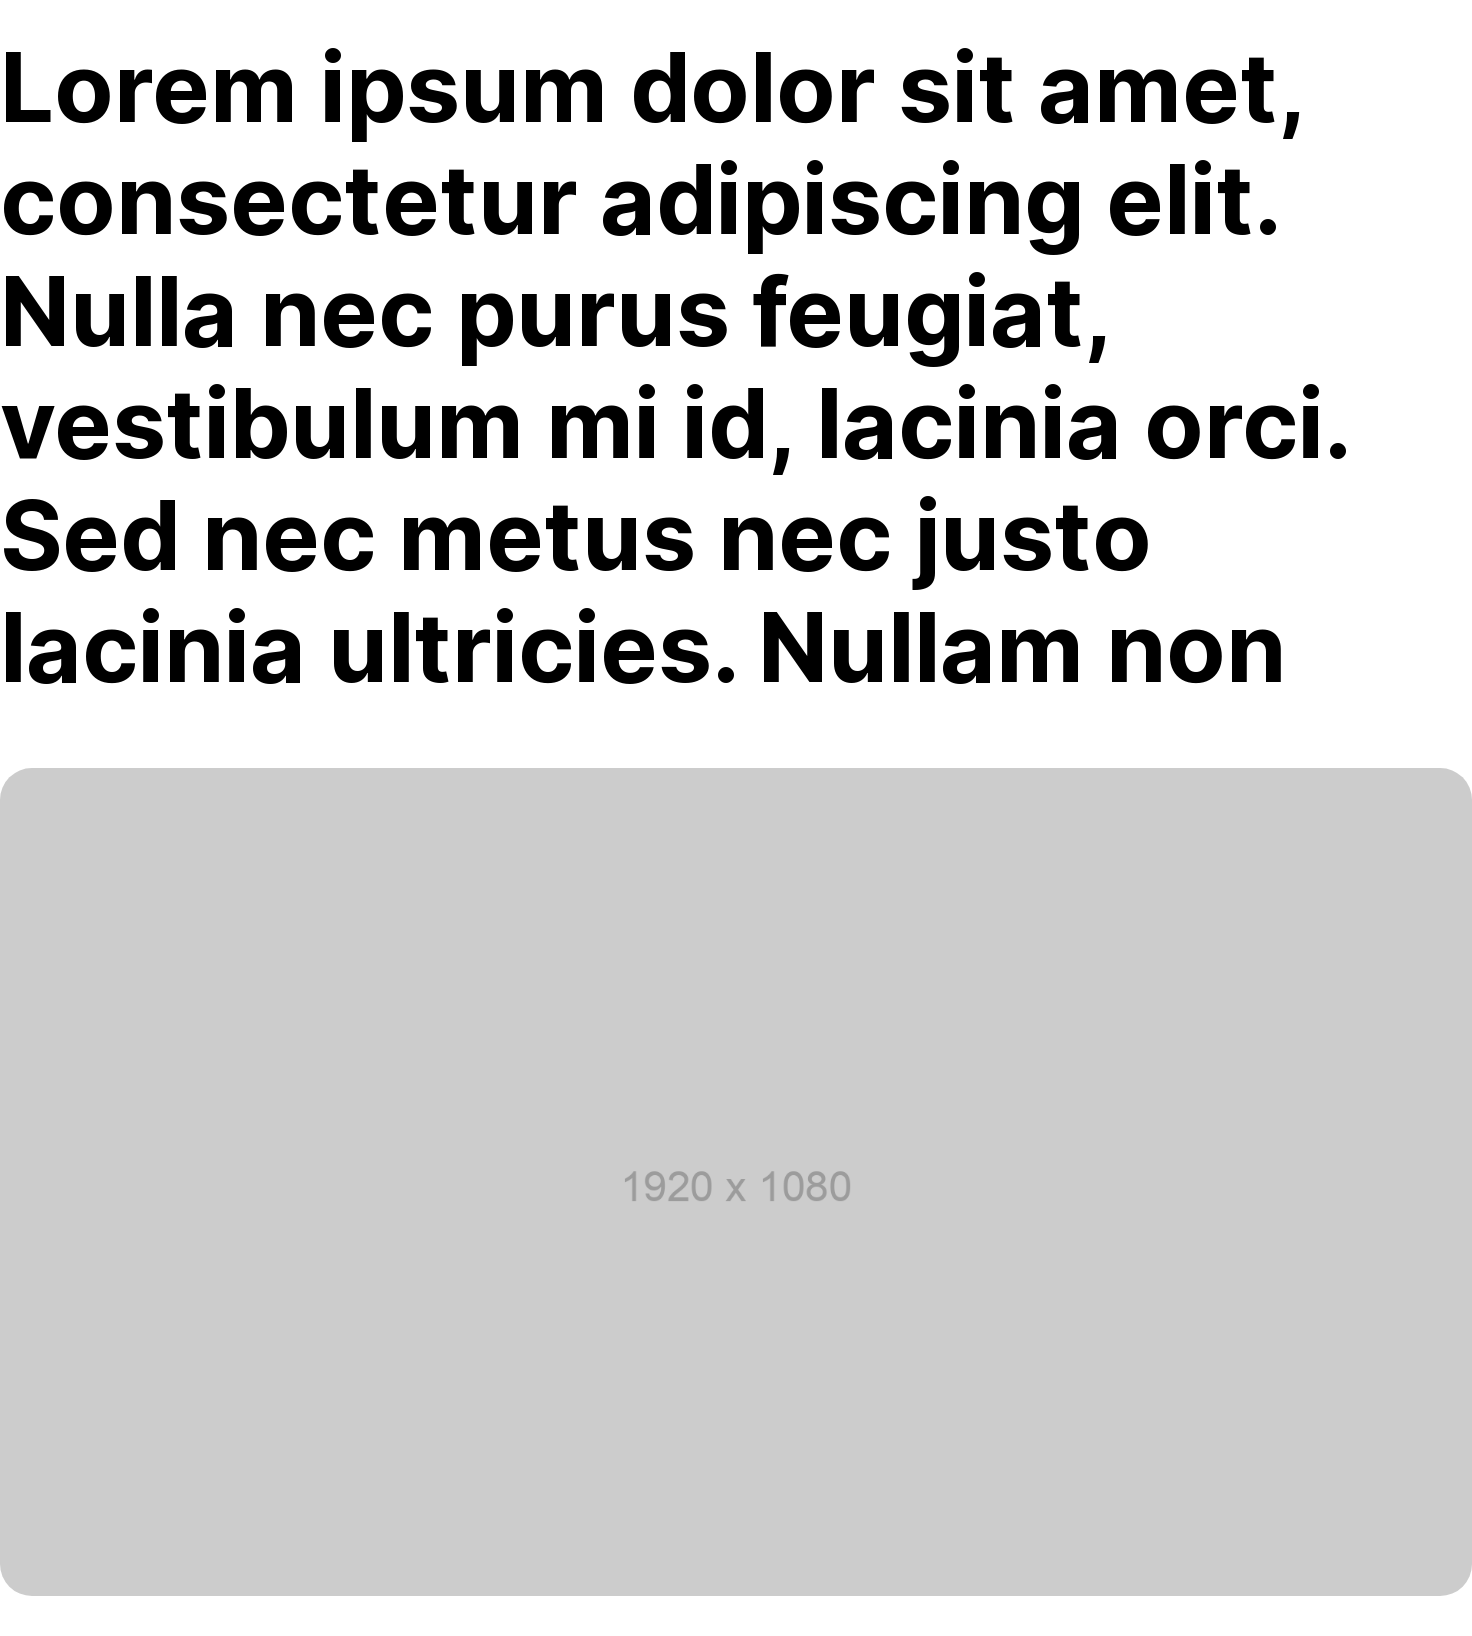 Lorem ipsum dolor sit amet,
consectetur adipiscing elit.
Nulla nec purus feugiat,
vestibulum mi id, lacinia orci.
Sed nec metus nec justo
lacinia ultricies. Nullam non
1920 x 1080